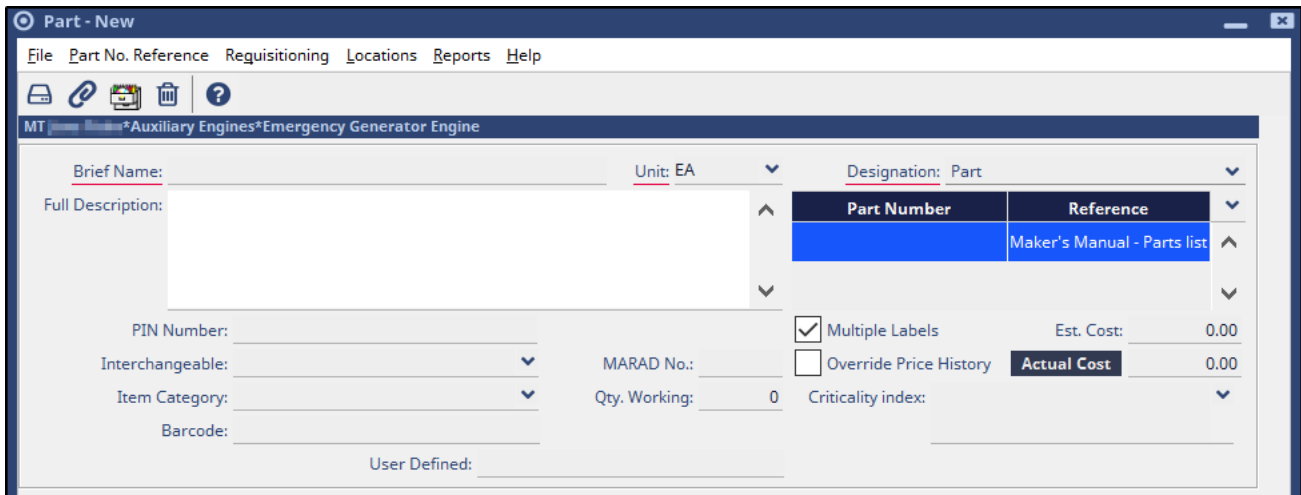 Part - New
File Part No. Reference Requisitioning Locations Reports Help
MT *Auxiliary Engines*Emergency Generator Engine
Brief Name: Unit: EA Designation: Part
Full Description: Part Number Reference
Maker's Manual - Parts list
PIN Number: Multiple Labels Est. Cost: 0.00
Interchangeable: MARAD No.: Override Price History Actual Cost 0.00
Item Category: Qty. Working: 0 Criticality index:
Barcode:
User Defined: